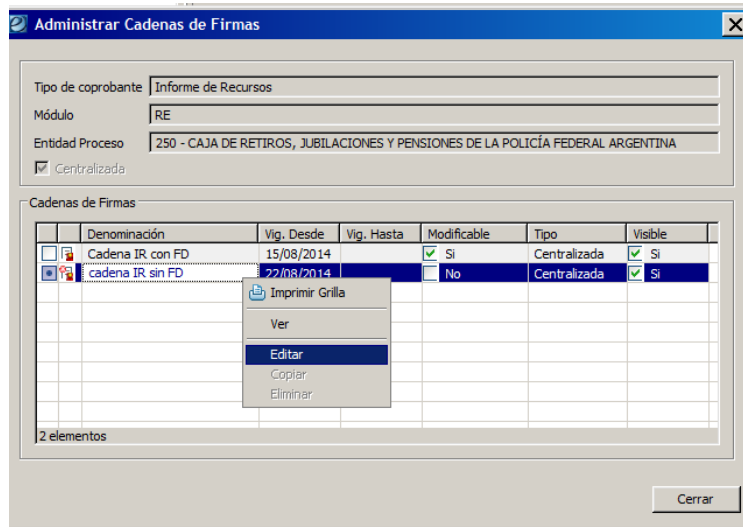 Administrar Cadenas de Firmas
Tipo de coprobante Informe de Recursos
Módulo RE
Entidad Proceso 250 - CAJA DE RETIROS, JUBILACIONES Y PENSIONES DE LA POLICÍA FEDERAL ARGENTINA
Centralizada
Cadenas de Firmas
Denominación Vig. Desde Vig. Hasta Modificable Tipo Visible
Cadena IR con FD 15/08/2014 Si Centralizada Si
cadena IR sin FD 22/08/2014 No Centralizada Si
Imprimir Grilla
Ver
Editar
Copiar
Eliminar
2 elementos
Cerrar